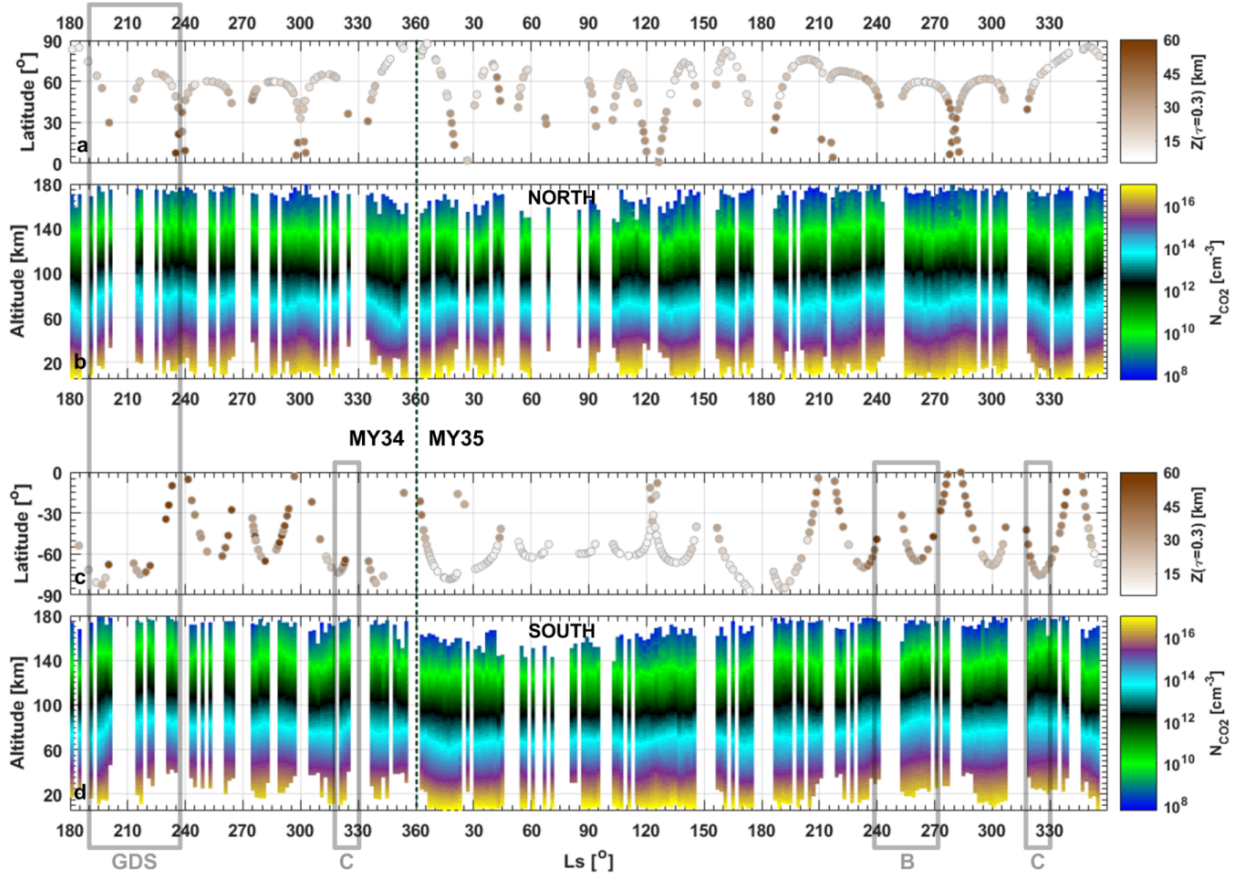 180 210 240 270 300 330 360 30 60 90 120 150 180 210 240 270 300 330
Latitude [°]
90
60
30
0
a
60
45
30
15
Z(τ=0.3) [km]
Altitude [km]
180
140
100
60
20
b
NORTH
10^16
10^14
10^12
10^10
10^8
N_CO2 [cm^-3]
180 210 240 270 300 330 360 30 60 90 120 150 180 210 240 270 300 330
MY34 MY35
Latitude [°]
0
-30
-60
-90
c
60
45
30
15
Z(τ=0.3) [km]
Altitude [km]
180
140
100
60
20
d
SOUTH
10^16
10^14
10^12
10^10
10^8
N_CO2 [cm^-3]
180 210 240 270 300 330 360 30 60 90 120 150 180 210 240 270 300 330
GDS C Ls [°] B C